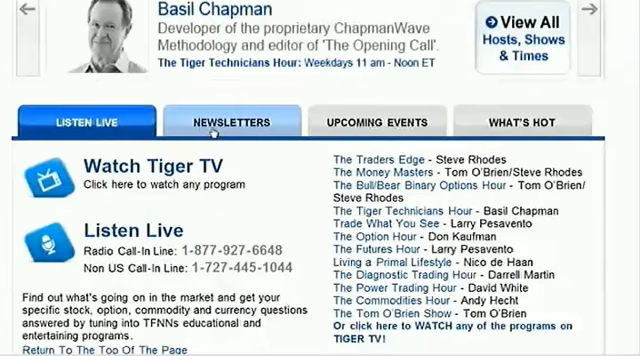 Basil Chapman
Developer of the proprietary ChapmanWave
Methodology and editor of 'The Opening Call'.
The Tiger Technicians Hour: Weekdays 11 am - Noon ET
View All
Hosts, Shows
& Times
LISTEN LIVE
NEWSLETTERS
UPCOMING EVENTS
WHAT'S HOT
Watch Tiger TV
Click here to watch any program
Listen Live
Radio Call-In Line: 1-877-927-6648
Non US Call-In Line: 1-727-445-1044
Find out what's going on in the market and get your
specific stock, option, commodity and currency questions
answered by tuning into TFNNs educational and
entertaining programs.
Return To The Top Of The Page
The Traders Edge - Steve Rhodes
The Money Masters - Tom O'Brien/Steve Rhodes
The Bull/Bear Binary Options Hour - Tom O'Brien/
Steve Rhodes
The Tiger Technicians Hour - Basil Chapman
Trade What You See - Larry Pesavento
The Option Hour - Don Kaufman
The Futures Hour - Larry Pesavento
Living a Primal Lifestyle - Nico de Haan
The Diagnostic Trading Hour - Darrell Martin
The Power Trading Hour - David White
The Commodities Hour - Andy Hecht
The Tom O'Brien Show - Tom O'Brien
Or click here to WATCH any of the programs on
TIGER TV!